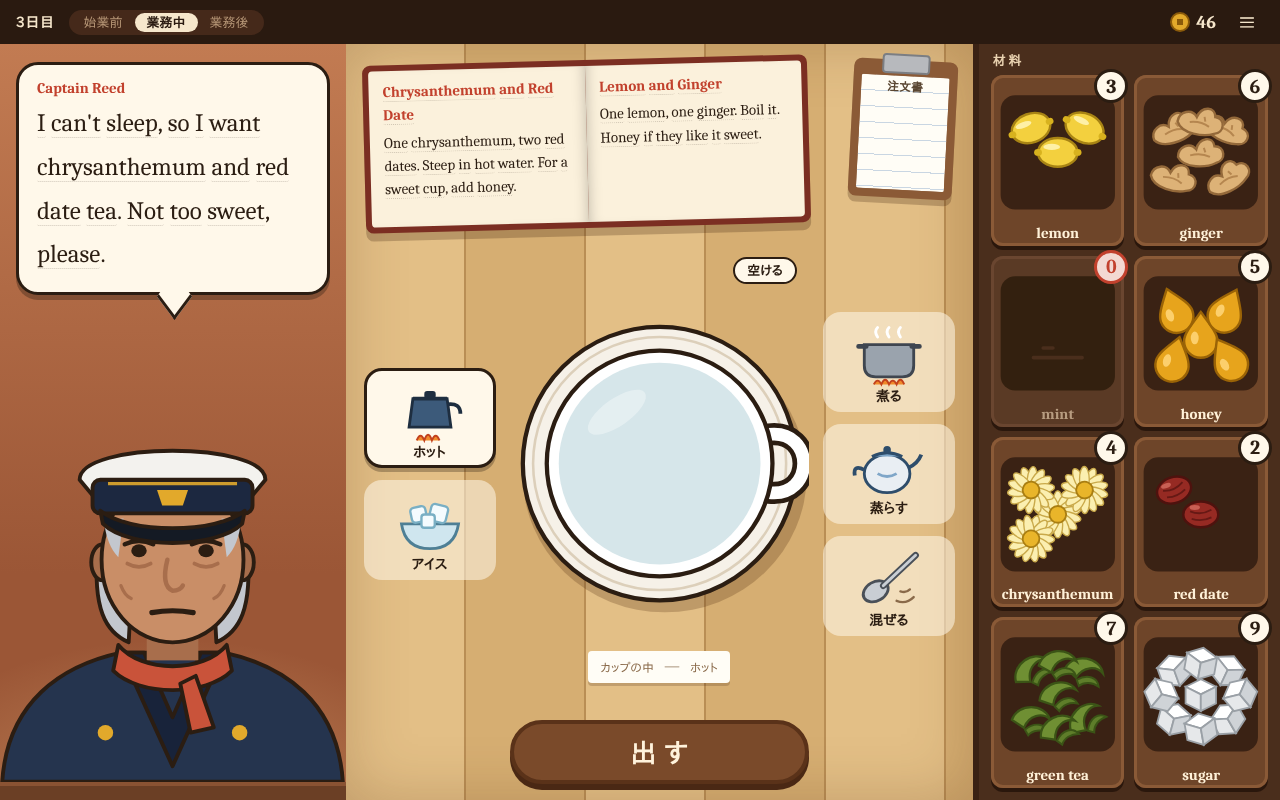 3日目
始業前 業務中 業務後
46
Captain Reed
I can't sleep, so I want
chrysanthemum and red
date tea. Not too sweet,
please.
Chrysanthemum and Red
Date
One chrysanthemum, two red
dates. Steep in hot water. For a
sweet cup, add honey.
Lemon and Ginger
One lemon, one ginger. Boil it.
Honey if they like it sweet.
注文書
空ける
ホット
アイス
煮る
蒸らす
混ぜる
カップの中 — ホット
出す
材料
3
lemon
6
ginger
0
mint
5
honey
4
chrysanthemum
2
red date
7
green tea
9
sugar